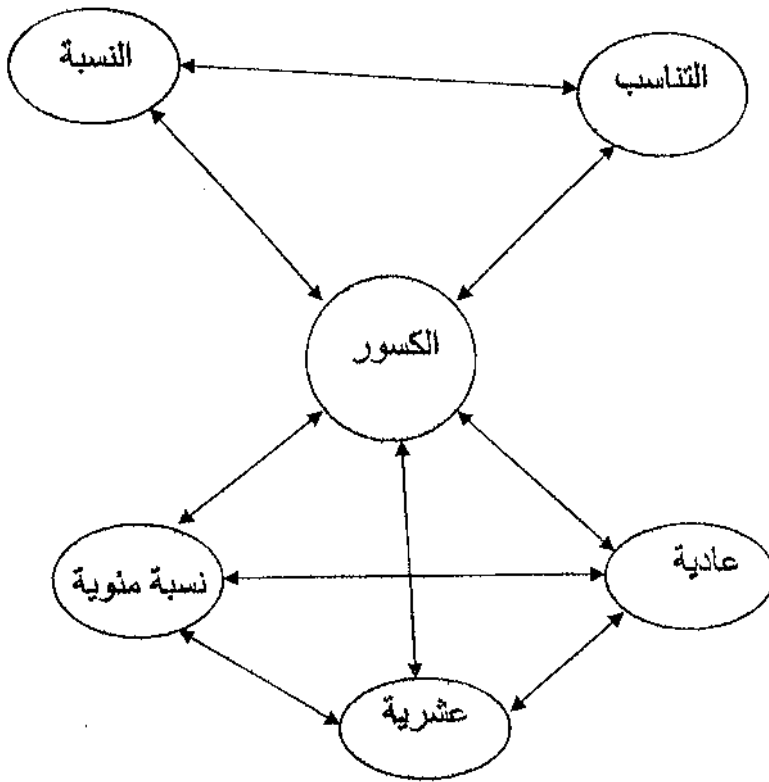 النسبة
التناسب
الكسور
عادية
نسبة مئوية
عشرية